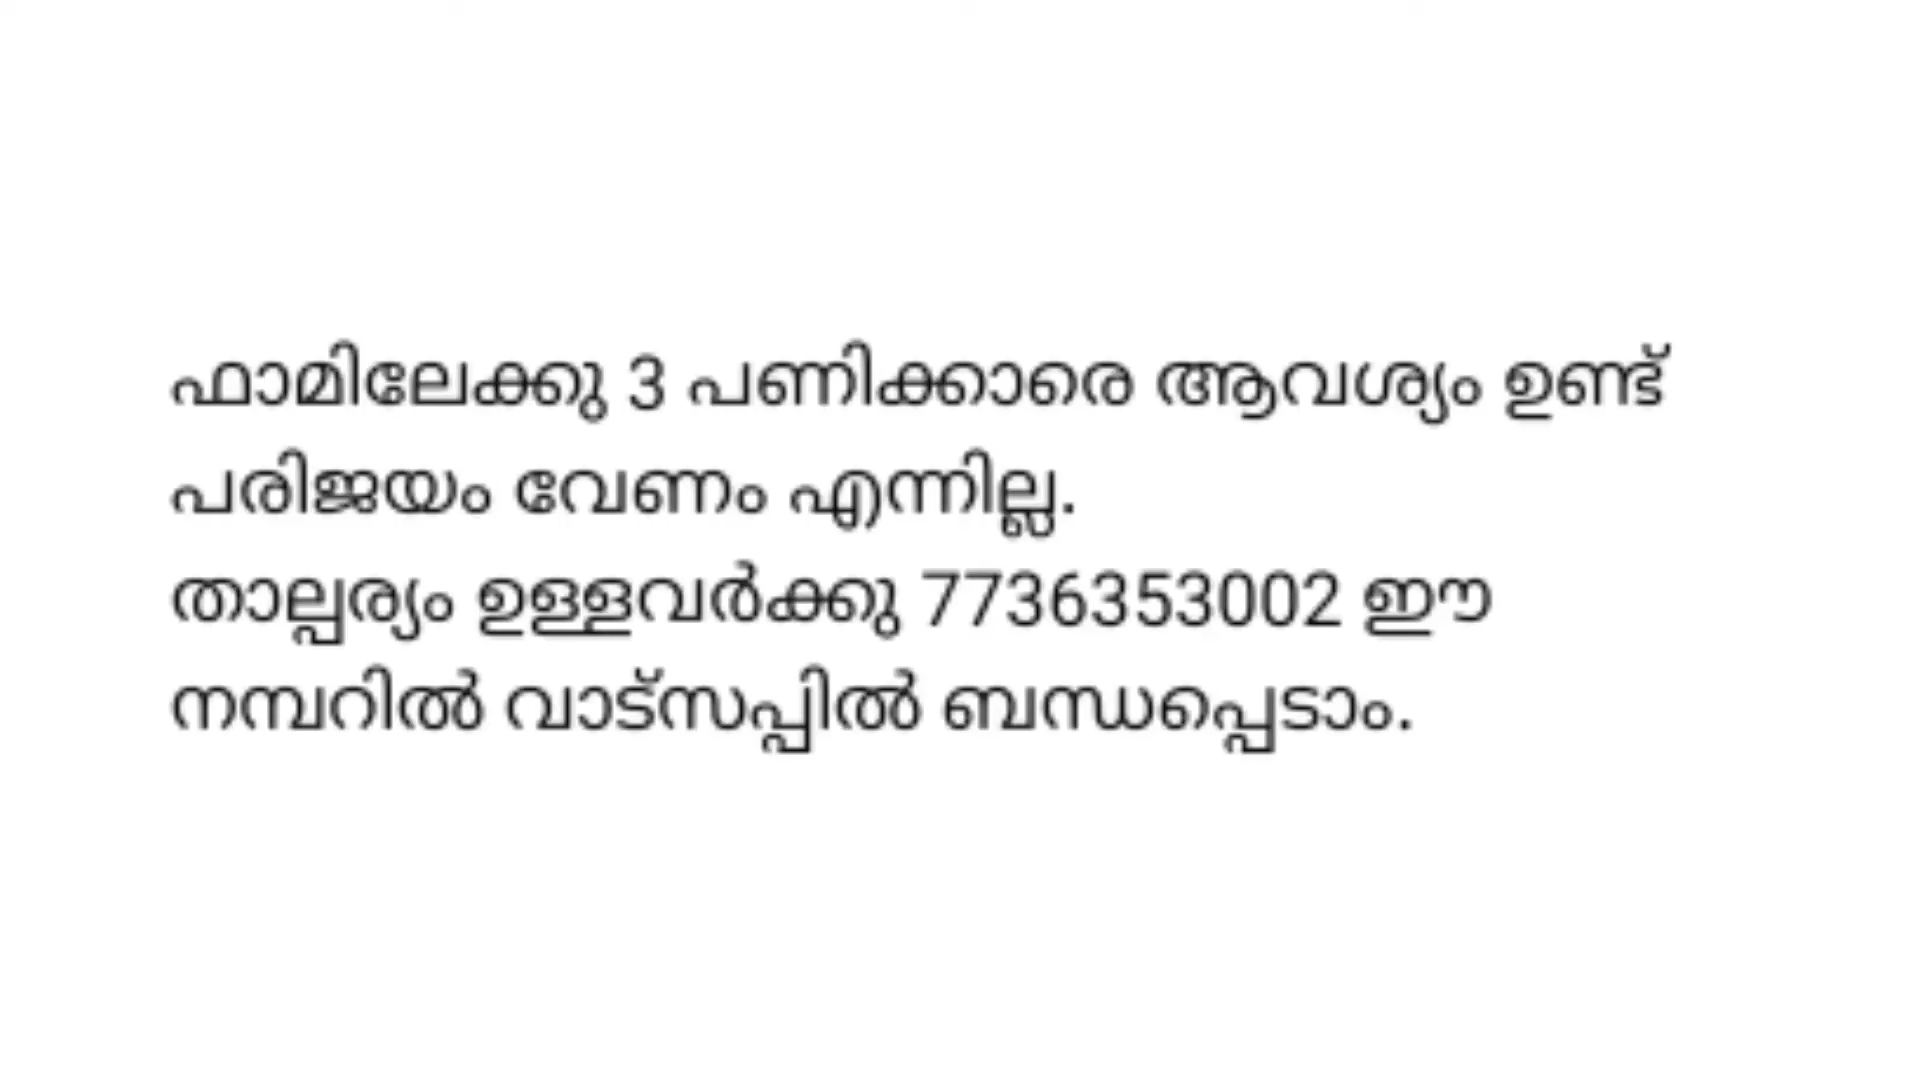 ഫാമിലേക്കു 3 പണിക്കാരെ ആവശ്യം ഉണ്ട്
പരിജയം വേണം എന്നില്ല.
താല്പര്യം ഉള്ളവർക്കു 7736353002 ഈ
നമ്പറിൽ വാട്സപ്പിൽ ബന്ധപ്പെടാം.